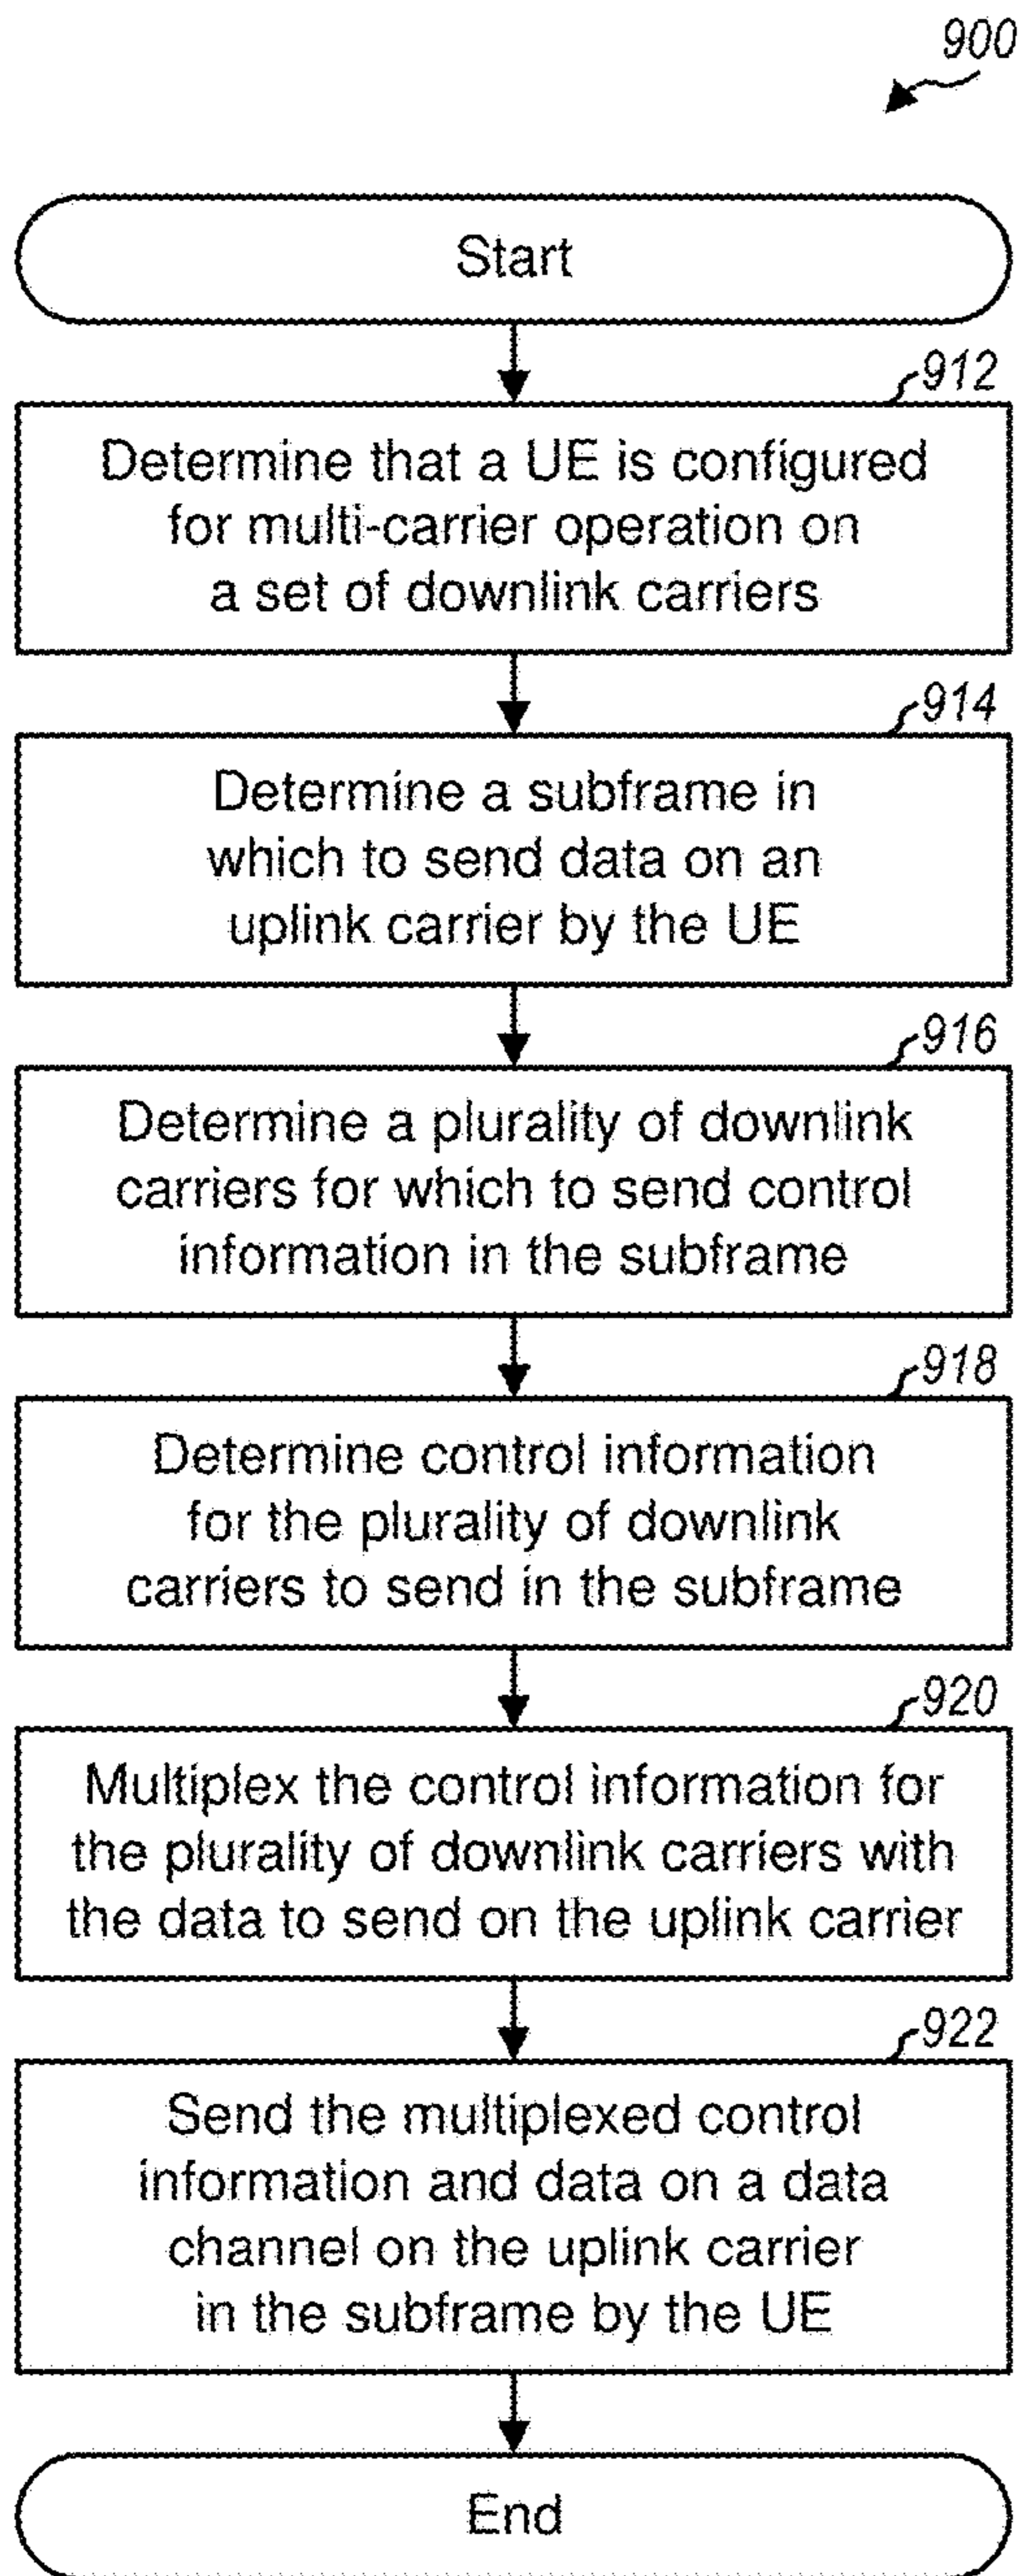 900
Start
912
Determine that a UE is configured
for multi-carrier operation on
a set of downlink carriers
914
Determine a subframe in
which to send data on an
uplink carrier by the UE
916
Determine a plurality of downlink
carriers for which to send control
information in the subframe
918
Determine control information
for the plurality of downlink
carriers to send in the subframe
920
Multiplex the control information for
the plurality of downlink carriers with
the data to send on the uplink carrier
922
Send the multiplexed control
information and data on a data
channel on the uplink carrier
in the subframe by the UE
End